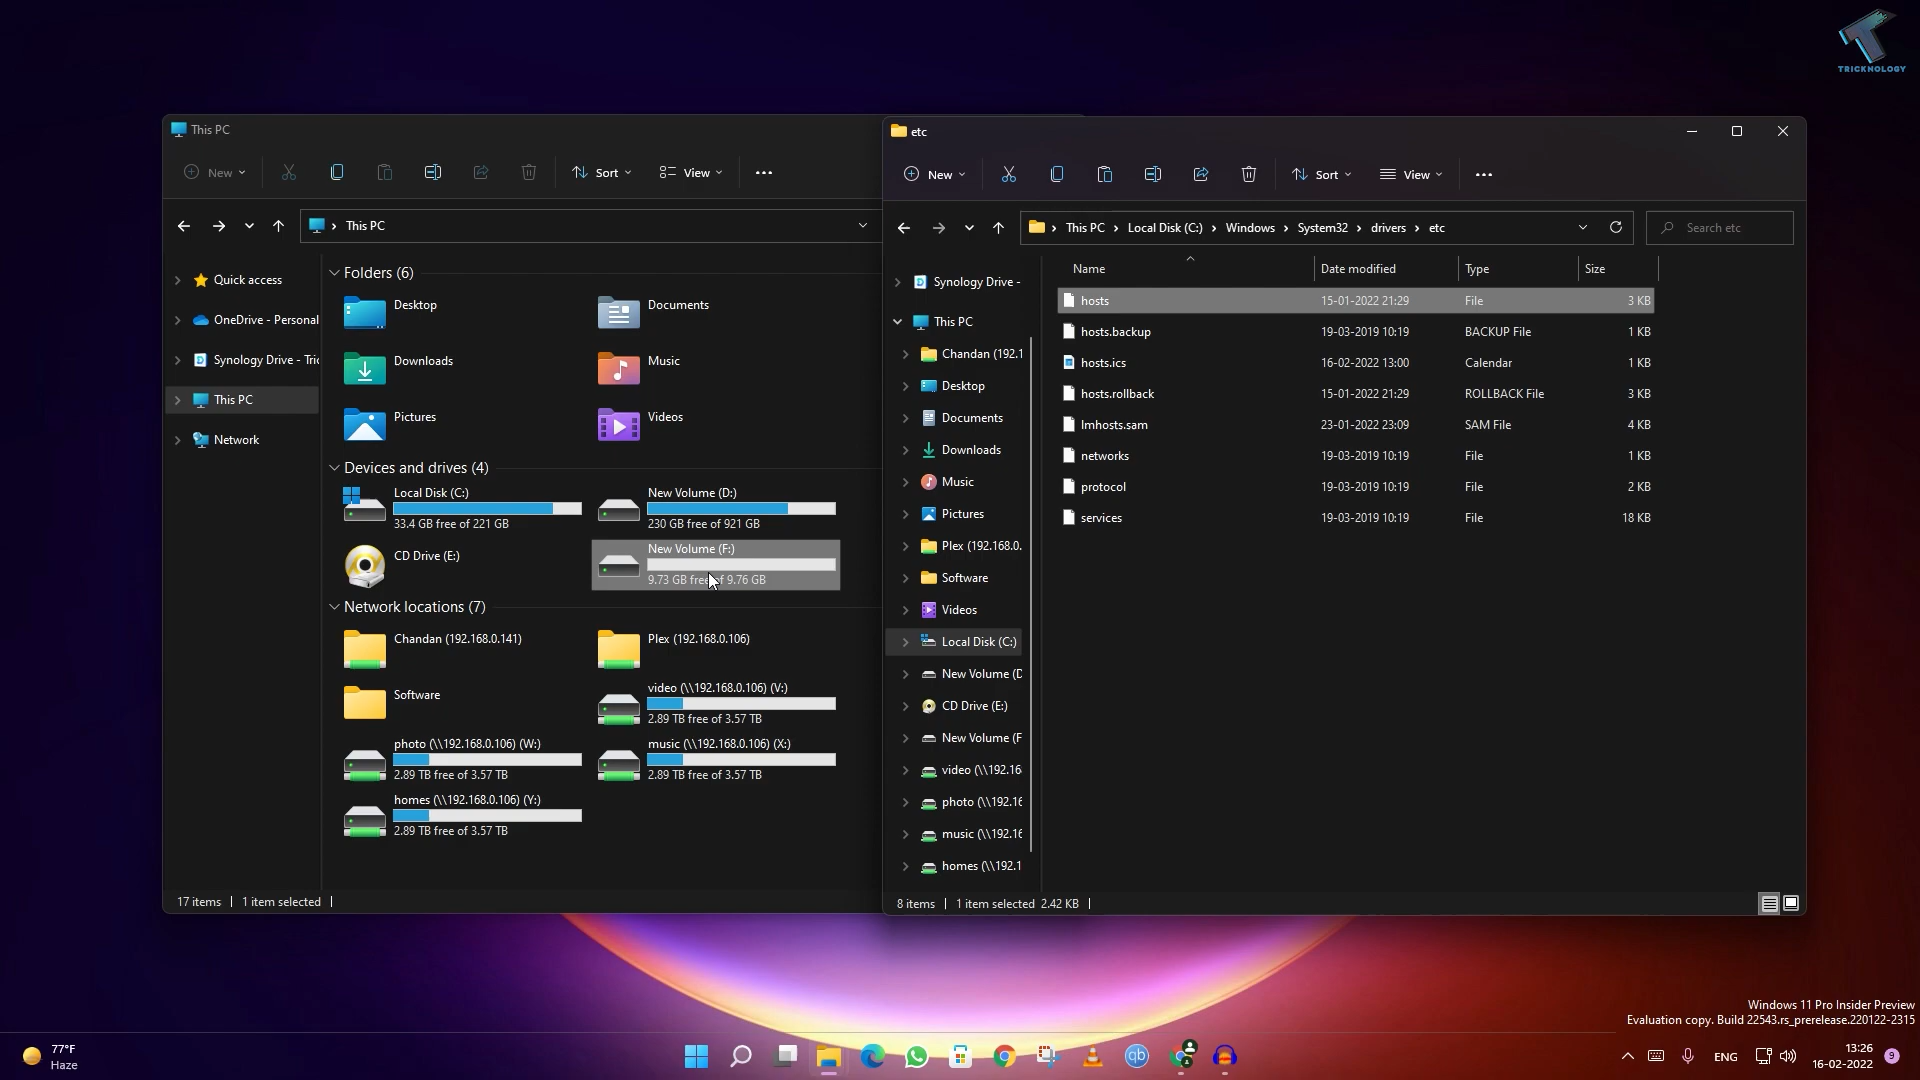 TRICKNOLOGY
This PC
New
Sort
View
This PC
Quick access
OneDrive - Personal
Synology Drive - Tric
This PC
Network
Folders (6)
Desktop
Documents
Downloads
Music
Pictures
Videos
Devices and drives (4)
Local Disk (C:)
33.4 GB free of 221 GB
New Volume (D:)
230 GB free of 921 GB
CD Drive (E:)
New Volume (F:)
9.73 GB free of 9.76 GB
Network locations (7)
Chandan (192.168.0.141)
Plex (192.168.0.106)
Software
video (\\192.168.0.106) (V:)
2.89 TB free of 3.57 TB
photo (\\192.168.0.106) (W:)
2.89 TB free of 3.57 TB
music (\\192.168.0.106) (X:)
2.89 TB free of 3.57 TB
homes (\\192.168.0.106) (Y:)
2.89 TB free of 3.57 TB
17 items 1 item selected
etc
New
Sort
View
This PC > Local Disk (C:) > Windows > System32 > drivers > etc
Search etc
Synology Drive -
This PC
Chandan (192.1
Desktop
Documents
Downloads
Music
Pictures
Plex (192.168.0.
Software
Videos
Local Disk (C:)
New Volume (D
CD Drive (E:)
New Volume (F
video (\\192.16
photo (\\192.16
music (\\192.16
homes (\\192.1
Name Date modified Type Size
hosts 15-01-2022 21:29 File 3 KB
hosts.backup 19-03-2019 10:19 BACKUP File 1 KB
hosts.ics 16-02-2022 13:00 Calendar 1 KB
hosts.rollback 15-01-2022 21:29 ROLLBACK File 3 KB
lmhosts.sam 23-01-2022 23:09 SAM File 4 KB
networks 19-03-2019 10:19 File 1 KB
protocol 19-03-2019 10:19 File 2 KB
services 19-03-2019 10:19 File 18 KB
8 items 1 item selected 2.42 KB
Windows 11 Pro Insider Preview
Evaluation copy. Build 22543.rs_prerelease.220122-2315
77°F
Haze
qb
ENG
13:26
16-02-2022
9